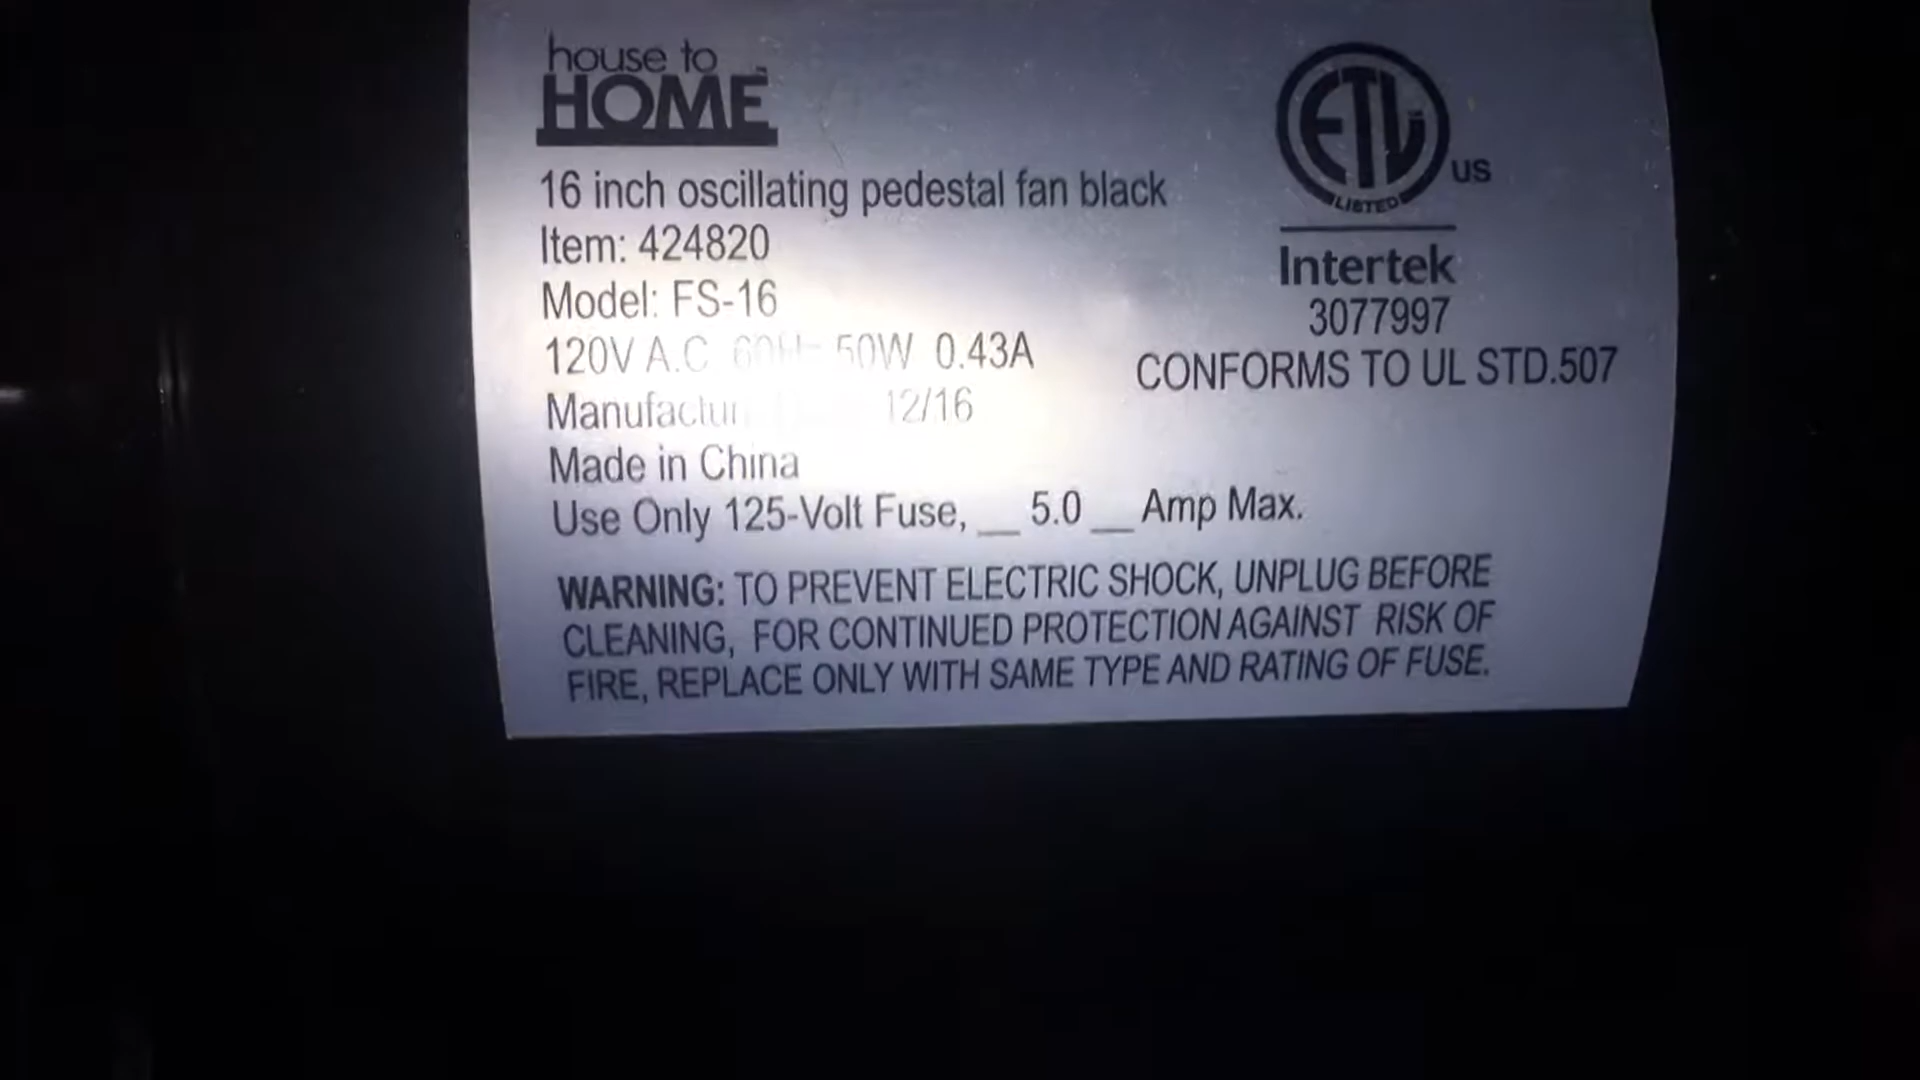 house to
HOME
16 inch oscillating pedestal fan black
Item: 424820
Model: FS-16
120V A.C 60Hz 50W 0.43A
12/16
Made in China
Use Only 125-Volt Fuse, __ 5.0 __ Amp Max.
WARNING: TO PREVENT ELECTRIC SHOCK, UNPLUG BEFORE
CLEANING, FOR CONTINUED PROTECTION AGAINST RISK OF
FIRE, REPLACE ONLY WITH SAME TYPE AND RATING OF FUSE.
ETL
US
LISTED
Intertek
3077997
CONFORMS TO UL STD.507